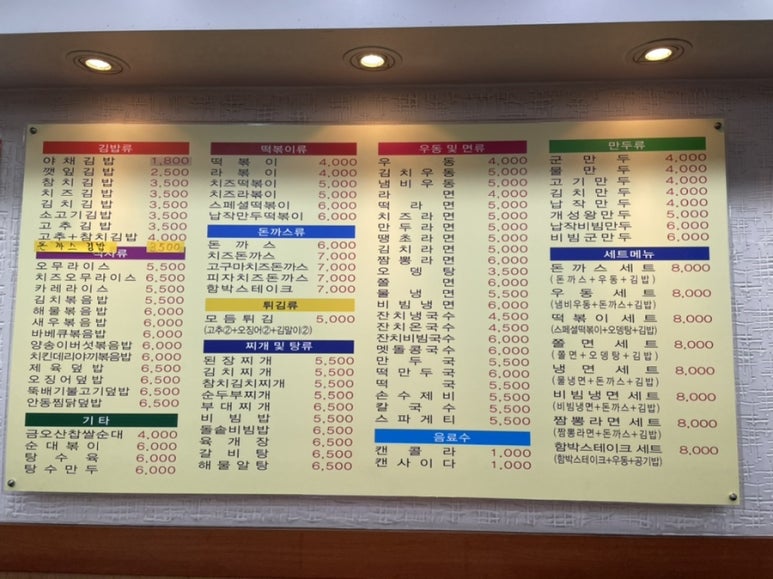 김밥류
야채김밥 1,800
깻잎김밥 2,500
참치김밥 3,500
치즈김밥 3,500
김치김밥 3,500
소고기김밥 3,500
고추김밥 3,500
고추+참치김밥 4,000
돈까스김밥 3,500
식사류
오무라이스 5,500
치즈오무라이스 6,500
카레라이스 5,500
김치볶음밥 5,500
해물볶음밥 6,000
새우볶음밥 6,000
바베큐볶음밥 6,000
양송이버섯볶음밥 6,500
치킨데리야끼볶음밥 6,500
제육덮밥 6,500
오징어덮밥 6,500
뚝배기불고기덮밥 6,500
안동찜닭덮밥 6,500
기타
금오산찹쌀순대 4,000
순대볶이 6,000
탕수육 6,000
탕수만두 6,000
떡볶이류
떡볶이 4,000
라볶이 4,000
치즈떡볶이 5,000
치즈라볶이 5,000
스페셜떡볶이 6,000
납작만두떡볶이 6,000
돈까스류
돈까스 6,000
치즈돈까스 7,000
고구마치즈돈까스 7,000
피자치즈돈까스 7,000
함박스테이크 7,000
튀김류
모듬튀김 5,000
(고추②+오징어②+김말이②)
찌개 및 탕류
된장찌개 5,500
김치찌개 5,500
참치김치찌개 5,500
순두부찌개 5,500
부대찌개 6,500
비빔밥 5,500
돌솥비빔밥 6,500
육개장 6,500
갈비탕 6,500
해물알탕 6,500
우동 및 면류
우동 4,000
김치우동 5,000
냄비우동 5,000
라면 4,000
떡라면 4,500
치즈라면 4,500
만두라면 4,500
땡초라면 4,500
김치라면 4,500
짬뽕라면 5,000
오뎅탕 3,500
쫄면 5,000
물냉면 5,000
비빔냉면 5,000
잔치냉국수 4,500
잔치온국수 4,500
잔치비빔국수 5,000
멧돌콩국수 6,000
만두국 5,500
떡만두국 6,000
떡국 5,500
손수제비 5,500
칼국수 5,500
스파게티 5,500
음료수
캔콜라 1,000
캔사이다 1,000
만두류
군만두 4,000
물만두 4,000
고기만두 4,000
김치만두 4,000
납작만두 4,000
개성왕만두 5,000
납작비빔만두 6,000
비빔군만두 6,000
세트메뉴
돈까스세트 8,000
(돈까스+우동+김밥)
우동세트 8,000
(냄비우동+돈까스+김밥)
떡볶이세트 8,000
(스페셜떡볶이+오뎅탕+김밥)
쫄면세트 8,000
(쫄면+오뎅탕+김밥)
냉면세트 8,000
(물냉면+돈까스+김밥)
비빔냉면세트 8,000
(비빔냉면+돈까스+김밥)
짬뽕라면세트 8,000
(짬뽕라면+돈까스+김밥)
함박스테이크세트 8,000
(함박스테이크+우동+공기밥)